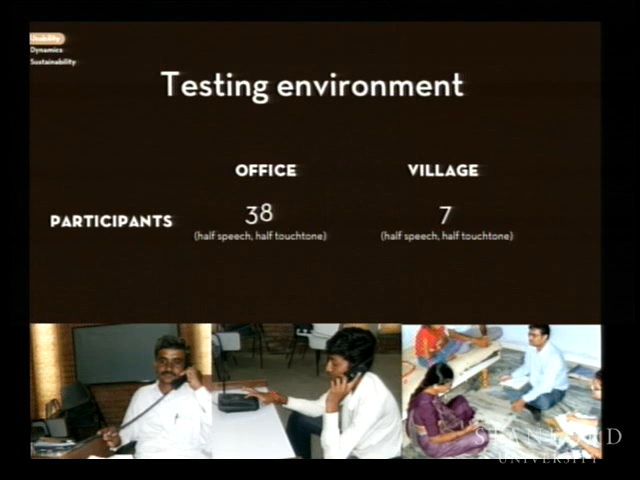 Usability
Dynamics
Sustainability
Testing environment
OFFICE VILLAGE
PARTICIPANTS 38 7
(half speech, half touchtone) (half speech, half touchtone)
STANFORD
UNIVERSITY